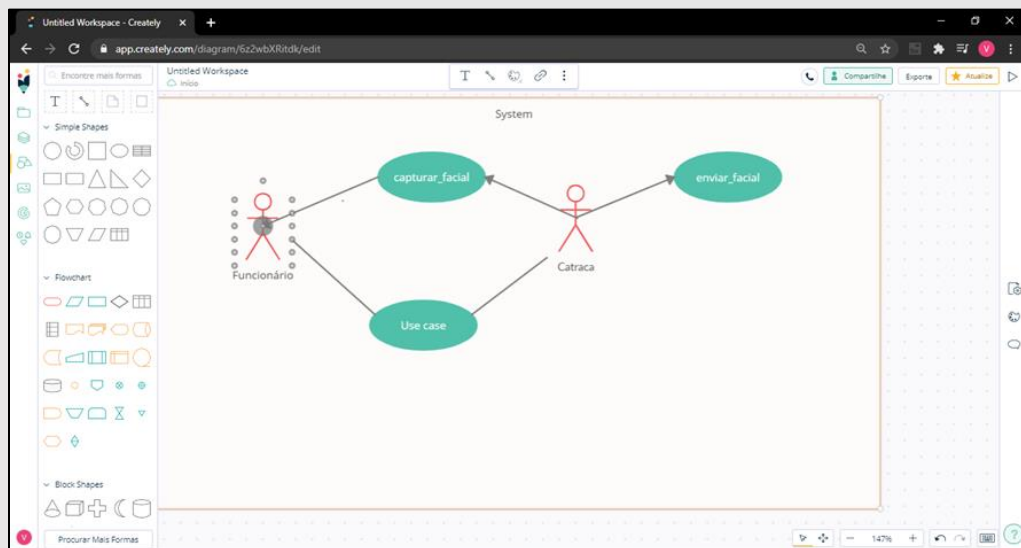 Untitled Workspace - Creately
app.creately.com/diagram/6z2wbXRitdk/edit
Encontre mais formas
Untitled Workspace
Início
T
Compartilhe
Exporte
Atualize
V
T
Simple Shapes
Flowchart
Block Shapes
Procurar Mais Formas
V
System
capturar_facial
enviar_facial
Funcionário
Catraca
Use case
147%